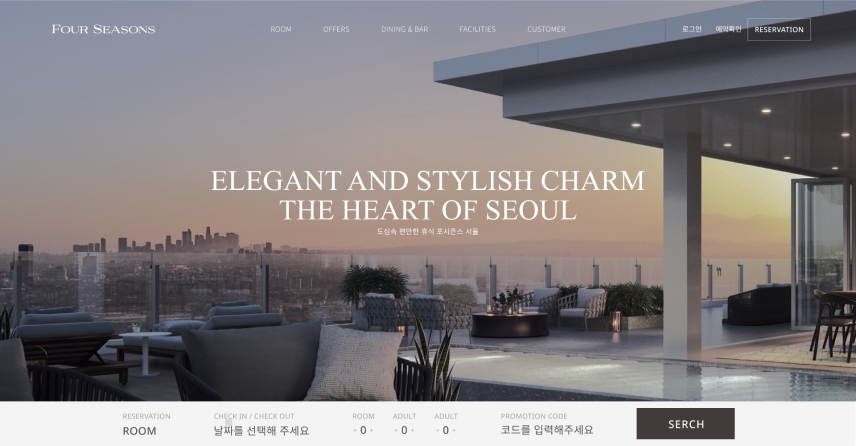 FOUR SEASONS
ROOM OFFERS DINING & BAR FACILITIES CUSTOMER 로그인 예약확인 RESERVATION
ELEGANT AND STYLISH CHARM
THE HEART OF SEOUL
도심속 편안한 휴식 포시즌스 서울
RESERVATION CHECK IN / CHECK OUT ROOM ADULT ADULT PROMOTION CODE
ROOM 날짜를 선택해 주세요 - 0 + - 0 + - 0 + 코드를 입력해주세요 SERCH